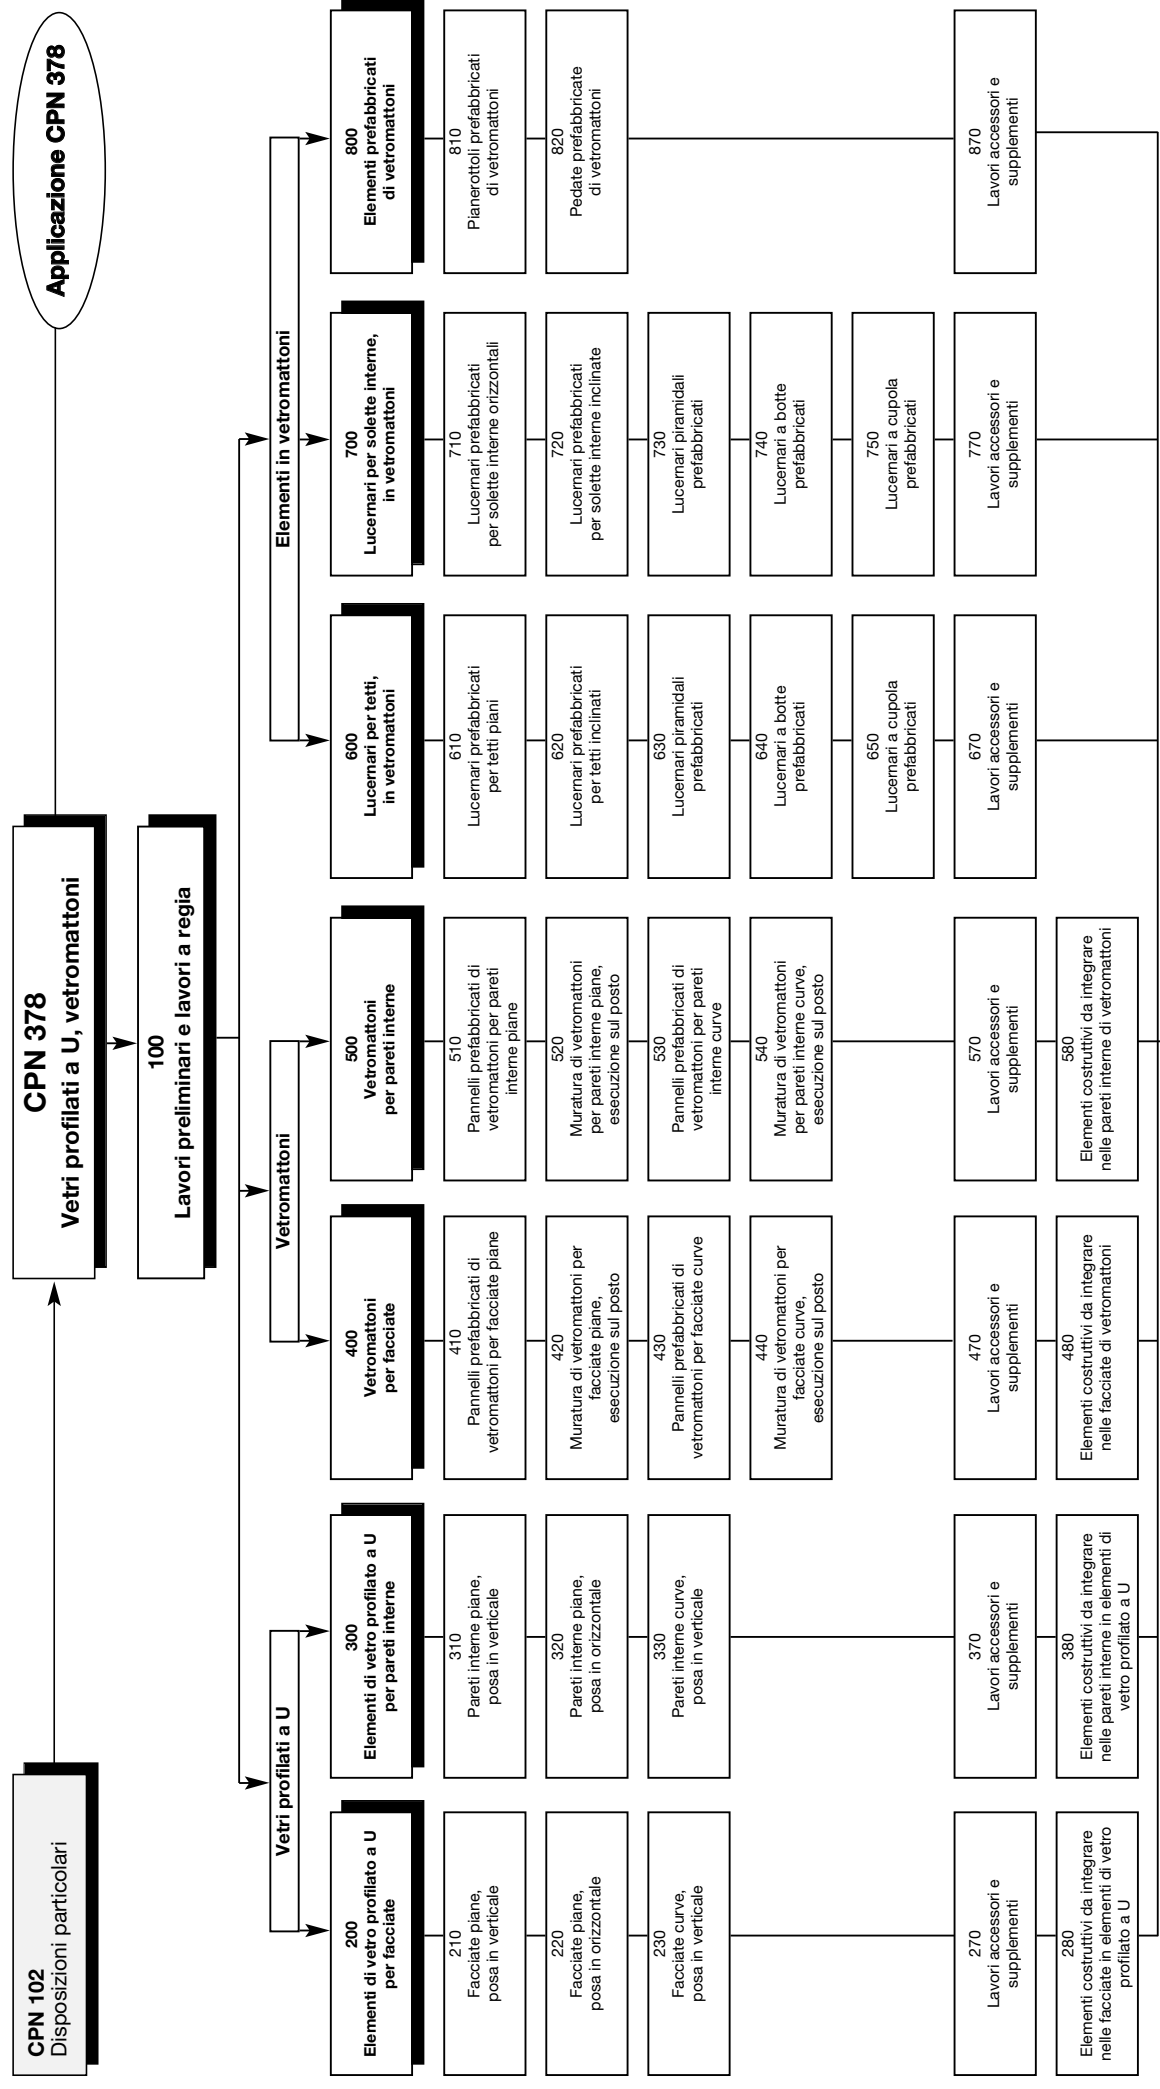 CPN 102
Disposizioni particolari
CPN 378
Vetri profilati a U, vetromattoni
Applicazione CPN 378
100
Lavori preliminari e lavori a regia
Vetri profilati a U
Vetromattoni
Elementi in vetromattoni
200
Elementi di vetro profilato a U
per facciate
210
Facciate piane,
posa in verticale
220
Facciate piane,
posa in orizzontale
230
Facciate curve,
posa in verticale
270
Lavori accessori e
supplementi
280
Elementi costruttivi da integrare
nelle facciate in elementi di vetro
profilato a U
300
Elementi di vetro profilato a U
per pareti interne
310
Pareti interne piane,
posa in verticale
320
Pareti interne piane,
posa in orizzontale
330
Pareti interne curve,
posa in verticale
370
Lavori accessori e
supplementi
380
Elementi costruttivi da integrare
nelle pareti interne in elementi di
vetro profilato a U
400
Vetromattoni
per facciate
410
Pannelli prefabbricati di
vetromattoni per facciate piane
420
Muratura di vetromattoni per
facciate piane,
esecuzione sul posto
430
Pannelli prefabbricati di
vetromattoni per facciate curve
440
Muratura di vetromattoni per
facciate curve,
esecuzione sul posto
470
Lavori accessori e
supplementi
480
Elementi costruttivi da integrare
nelle facciate di vetromattoni
500
Vetromattoni
per pareti interne
510
Pannelli prefabbricati di
vetromattoni per pareti
interne piane
520
Muratura di vetromattoni
per pareti interne piane,
esecuzione sul posto
530
Pannelli prefabbricati di
vetromattoni per pareti
interne curve
540
Muratura di vetromattoni
per pareti interne curve,
esecuzione sul posto
570
Lavori accessori e
supplementi
580
Elementi costruttivi da integrare
nelle pareti interne di vetromattoni
600
Lucernari per tetti,
in vetromattoni
610
Lucernari prefabbricati
per tetti piani
620
Lucernari prefabbricati
per tetti inclinati
630
Lucernari piramidali
prefabbricati
640
Lucernari a botte
prefabbricati
650
Lucernari a cupola
prefabbricati
670
Lavori accessori e
supplementi
700
Lucernari per solette interne,
in vetromattoni
710
Lucernari prefabbricati
per solette interne orizzontali
720
Lucernari prefabbricati
per solette interne inclinate
730
Lucernari piramidali
prefabbricati
740
Lucernari a botte
prefabbricati
750
Lucernari a cupola
prefabbricati
770
Lavori accessori e
supplementi
800
Elementi prefabbricati
di vetromattoni
810
Pianerottoli prefabbricati
di vetromattoni
820
Pedate prefabbricate
di vetromattoni
870
Lavori accessori e
supplementi